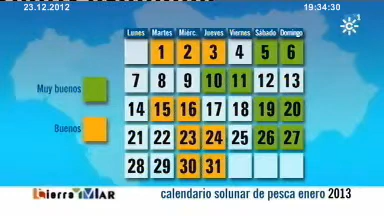 23.12.2012 19:34:30
1
Lunes Martes Miérc. Jueves Viernes Sábado Domingo
1 2 3 4 5 6
Muy buenos
7 8 9 10 11 12 13
14 15 16 17 18 19 20
Buenos
21 22 23 24 25 26 27
28 29 30 31
tierra Y MAR
calendario solunar de pesca enero 2013